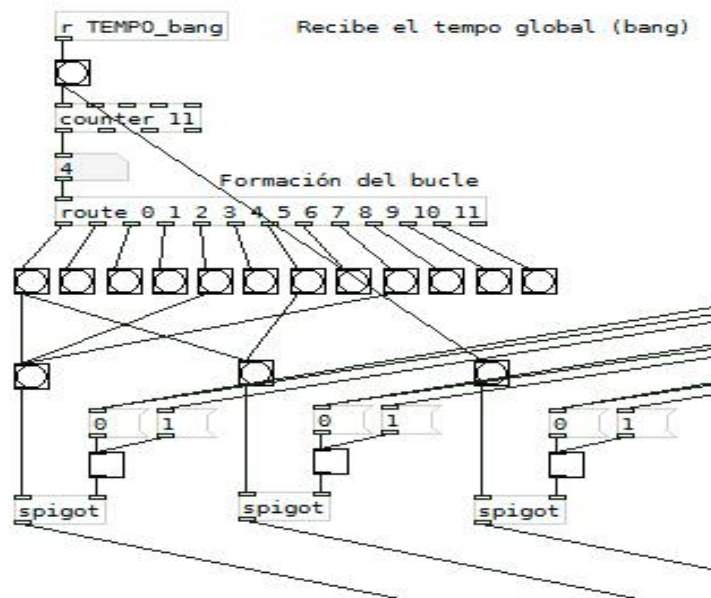 r TEMPO_bang
Recibe el tempo global (bang)
counter 11
4
Formación del bucle
route 0 1 2 3 4 5 6 7 8 9 10 11
0 1 0 1 0 1
spigot spigot spigot